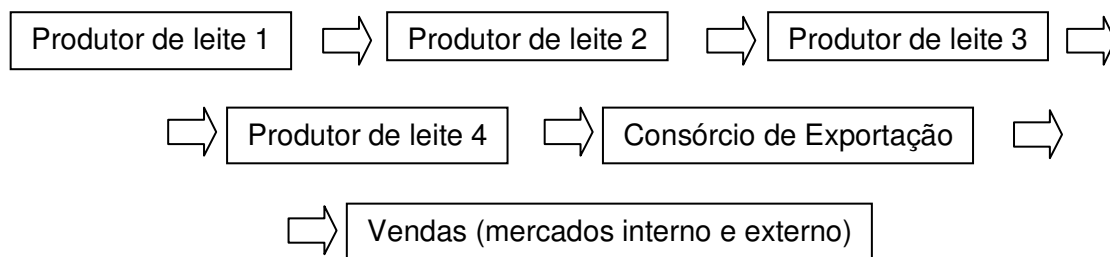 Produtor de leite 1 Produtor de leite 2 Produtor de leite 3
Produtor de leite 4 Consórcio de Exportação
Vendas (mercados interno e externo)